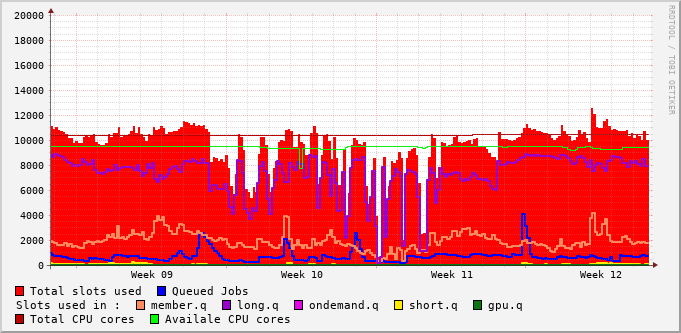 20000
18000
16000
14000
12000
10000
8000
6000
4000
2000
0
Week 09 Week 10 Week 11 Week 12
RRDTOOL / TOBI OETIKER
Total slots used Queued Jobs
Slots used in : member.q long.q ondemand.q short.q gpu.q
Total CPU cores Availale CPU cores